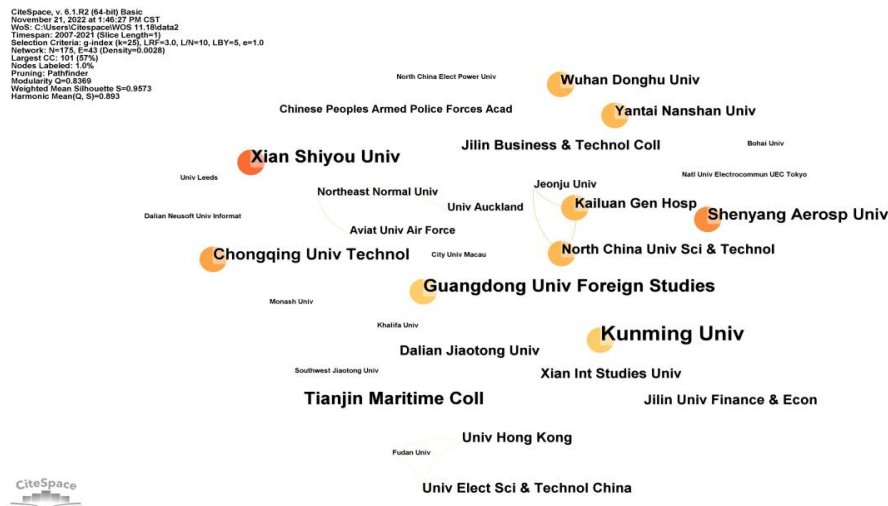 CiteSpace, v. 6.1.R2 (64-bit) Basic
November 21, 2022 at 1:46:27 PM CST
WoS: C:\Users\Citespace\WOS 11.18\data2
Timespan: 2007-2021 (Slice Length=1)
Selection Criteria: g-index (k=25), LRF=3.0, L/N=10, LBY=5, e=1.0
Network: N=175, E=43 (Density=0.0028)
Largest CC: 101 (57%)
Nodes Labeled: 1.0%
Pruning: Pathfinder
Modularity Q=0.8369
Weighted Mean Silhouette S=0.9573
Harmonic Mean(Q, S)=0.893
North China Elect Power Univ
Wuhan Donghu Univ
Chinese Peoples Armed Police Forces Acad
Yantai Nanshan Univ
Jilin Business & Technol Coll
Bohai Univ
Xian Shiyou Univ
Univ Leeds
Natl Univ Electrocommun UEC Tokyo
Jeonju Univ
Northeast Normal Univ
Kailuan Gen Hosp
Univ Auckland
Dalian Neusoft Univ Informat
Shenyang Aerosp Univ
Aviat Univ Air Force
North China Univ Sci & Technol
Chongqing Univ Technol
City Univ Macau
Guangdong Univ Foreign Studies
Monash Univ
Khalifa Univ
Kunming Univ
Dalian Jiaotong Univ
Southwest Jiaotong Univ
Xian Int Studies Univ
Tianjin Maritime Coll
Jilin Univ Finance & Econ
Univ Hong Kong
Fudan Univ
Univ Elect Sci & Technol China
CiteSpace